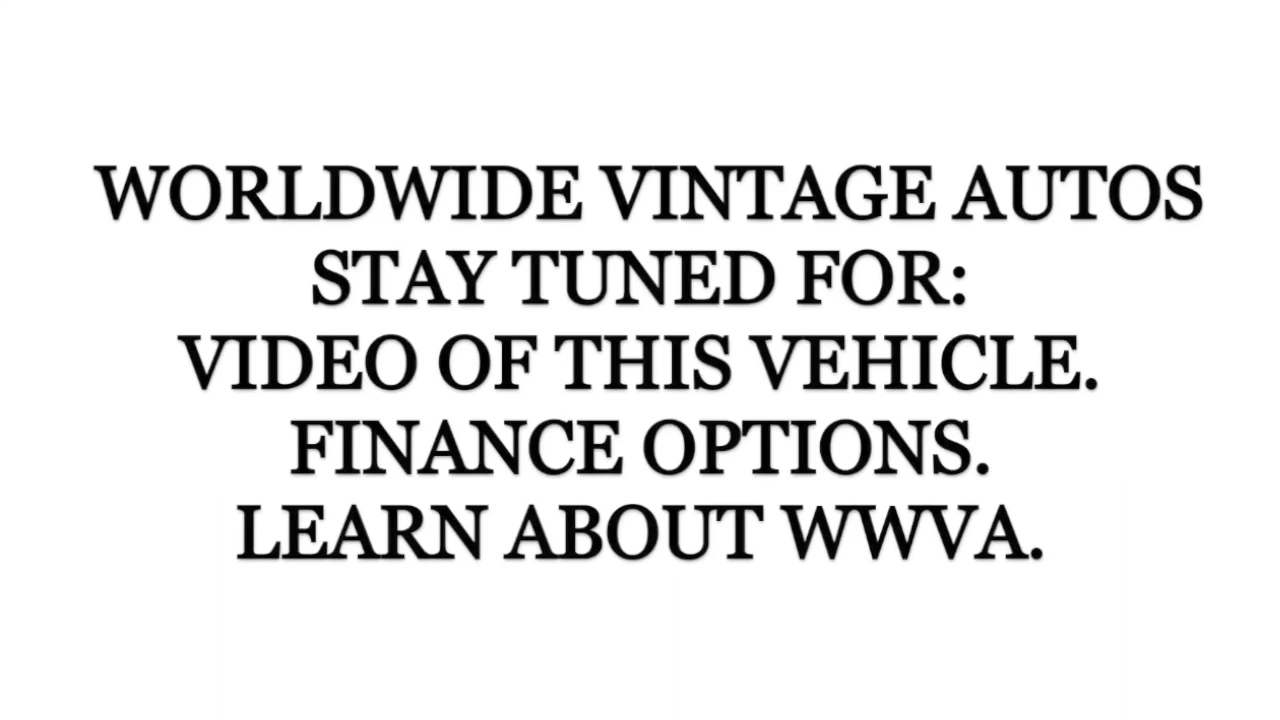 WORLDWIDE VINTAGE AUTOS
STAY TUNED FOR:
VIDEO OF THIS VEHICLE.
FINANCE OPTIONS.
LEARN ABOUT WWVA.